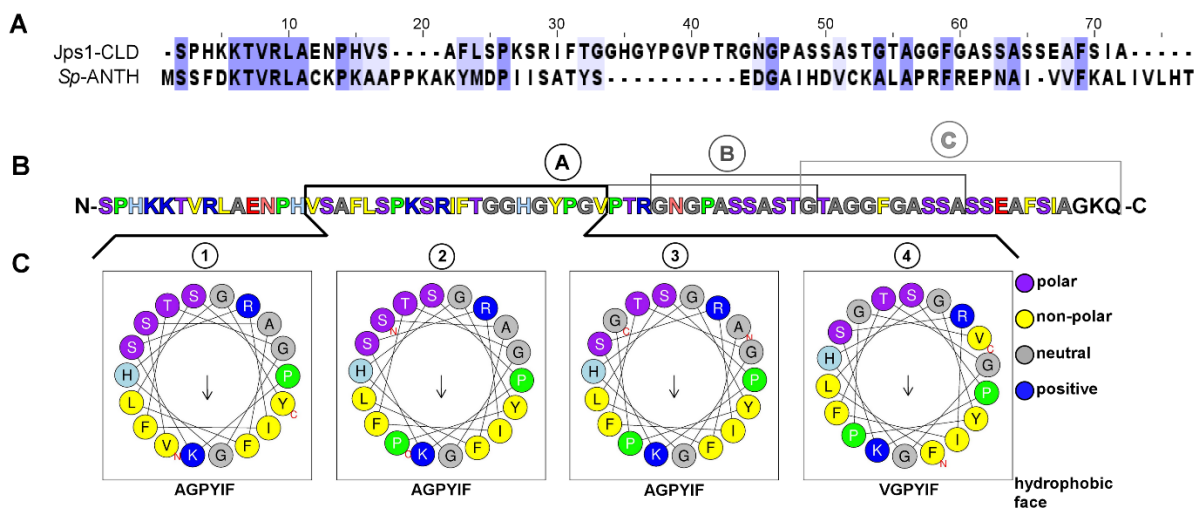 A
10 20 30 40 50 60 70
Jps1-CLD -SPHKKTVRLAENPHVS----AFLSPKSRIFTGGHGYPGVPTRGNGPASSASTGTAGGFGASSASSEAFSIA-----
Sp-ANTH MSSFDKTVRLACKPKAAPPKAKYMDPIISATYS----------EDGAIHDVCKALAPRFREPNAI-VVFKALIVLHT
B
A B C
N-SPHKKTVRLAENPHVSAFLSPKSRIFTGGHGYPGVPTRGNGPASSASTGTAGGFGASSASSEAFSIAGKQ-C
C
1 2 3 4
S G R A G P Y C I F G K V N F L H S S T
S G R A G P Y I F G K P C F L H S S N T
S G R A N G P Y I F G K P F L H S G C T
S G R V C G P Y I F N G K P F L H S G T
polar
non-polar
neutral
positive
AGPYIF AGPYIF AGPYIF VGPYIF
hydrophobic
face